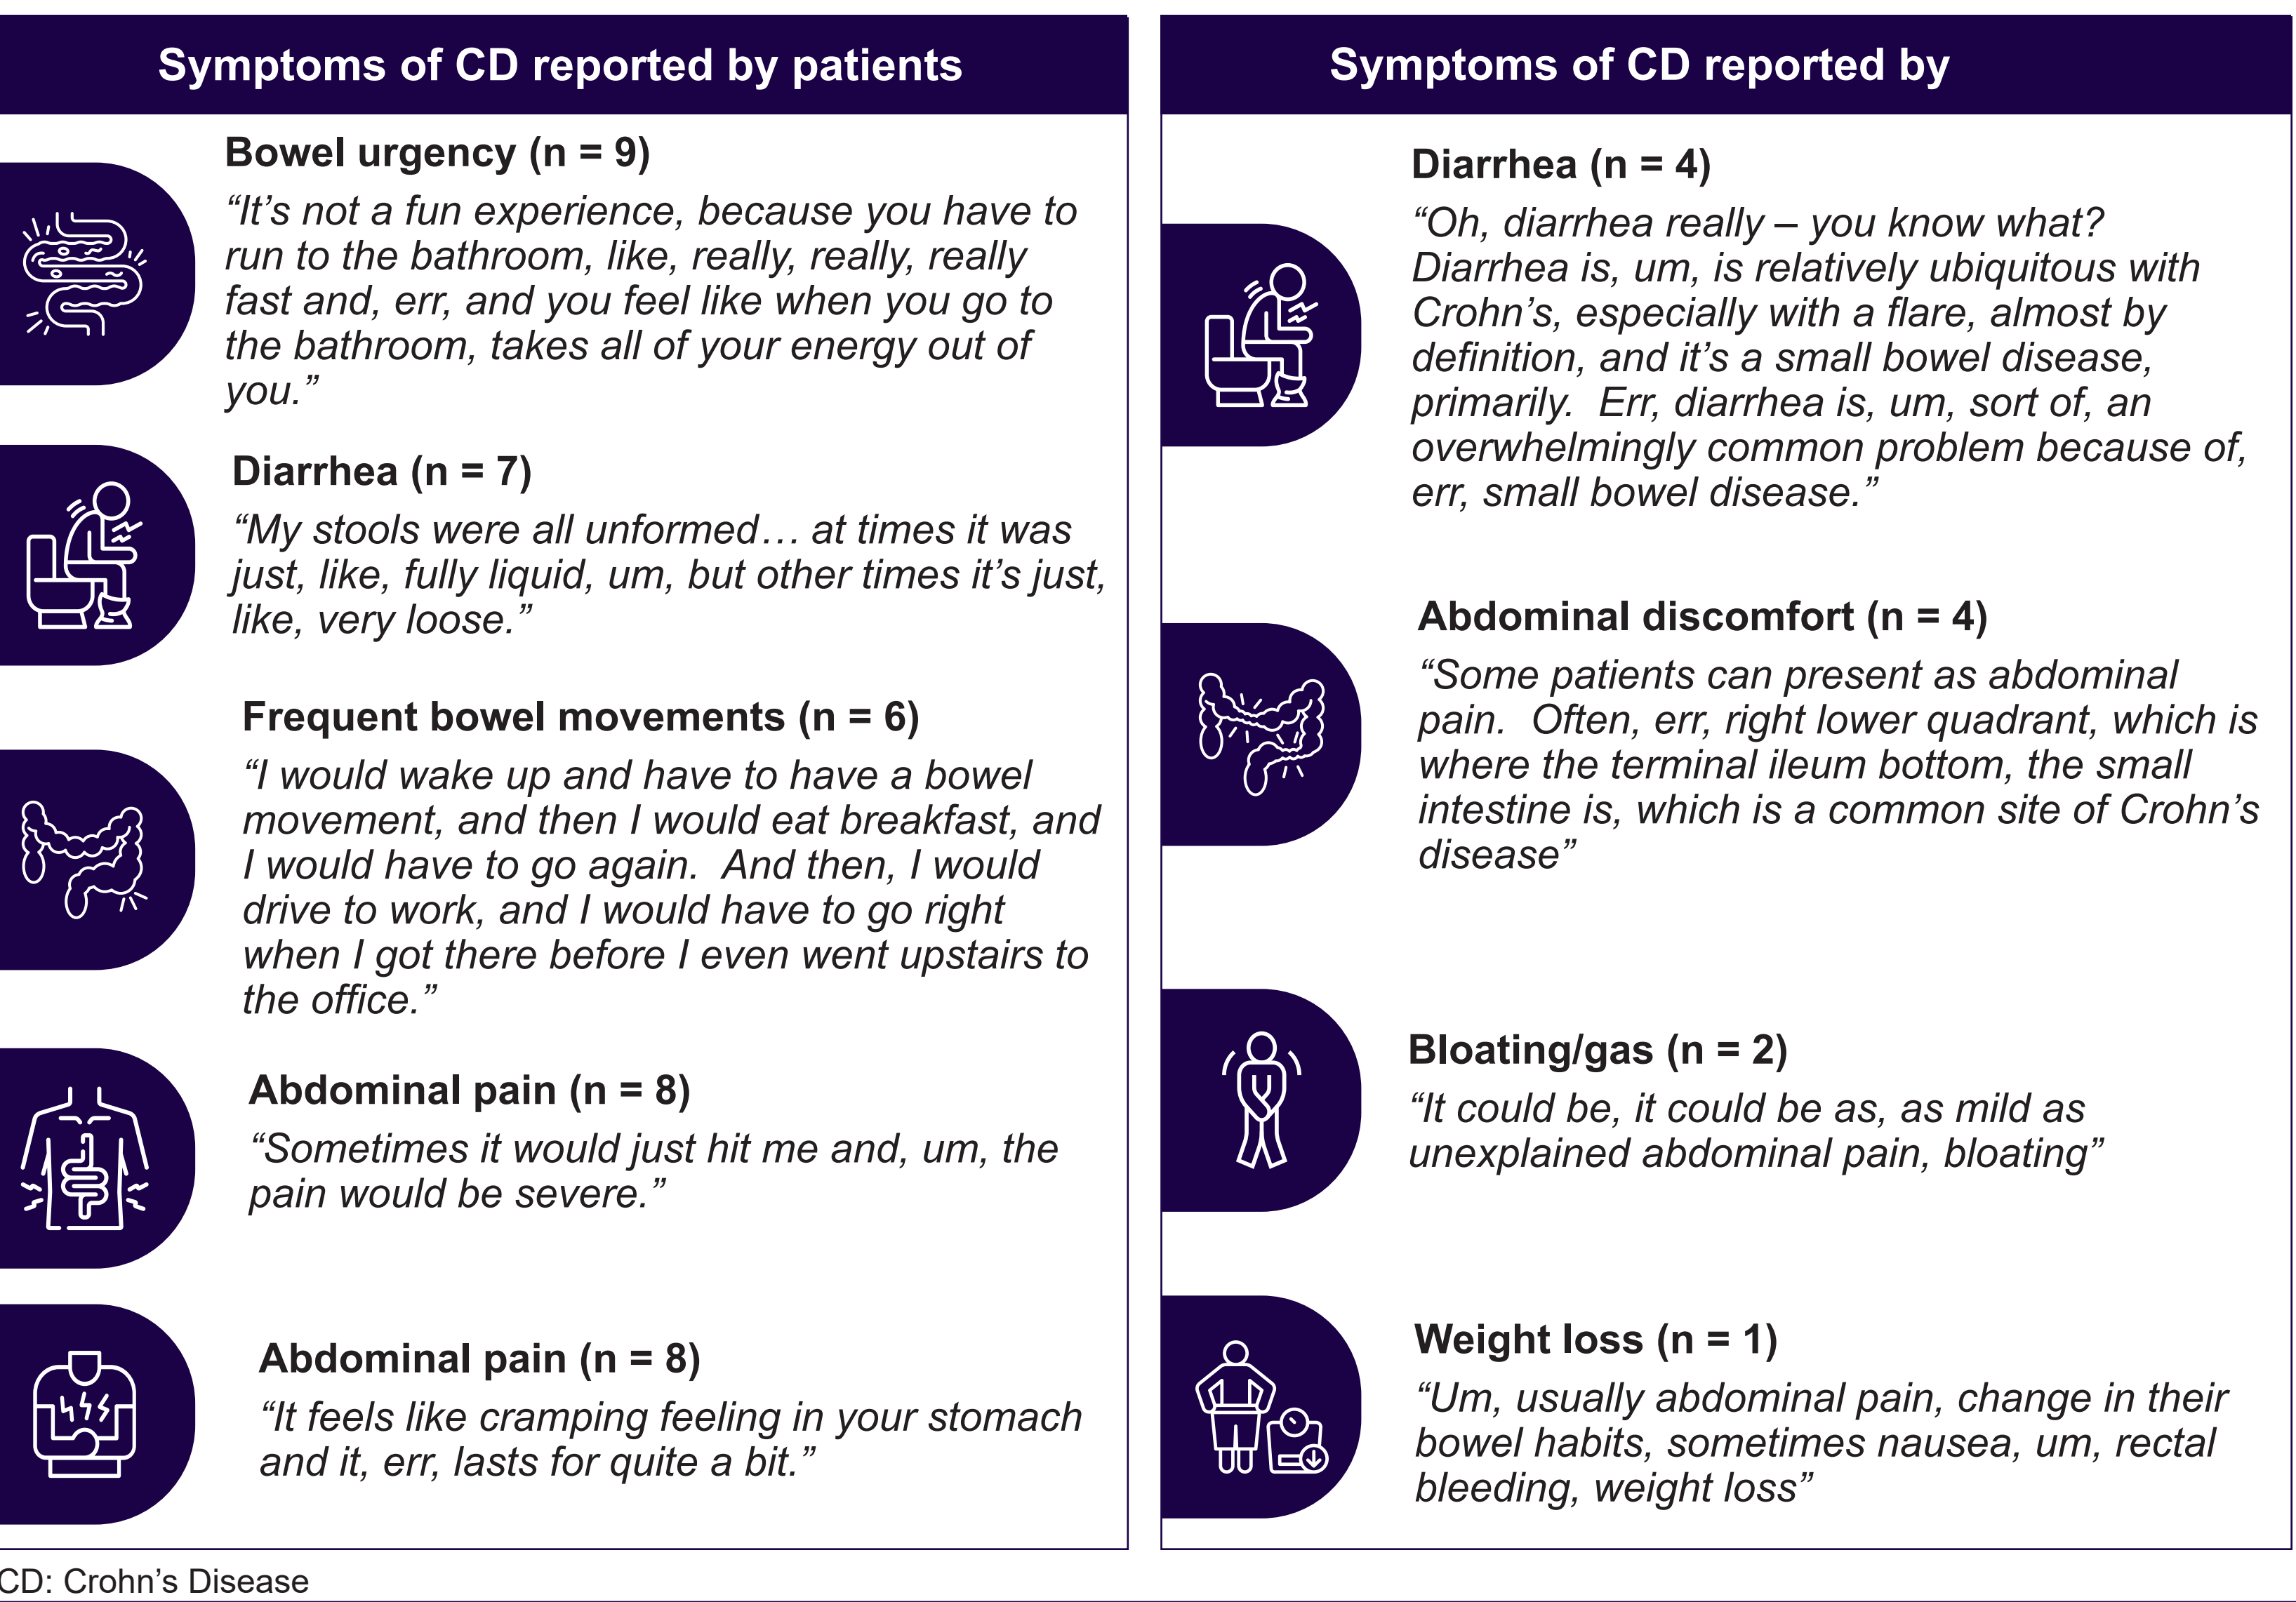 Symptoms of CD reported by patients
Bowel urgency (n = 9)
“It’s not a fun experience, because you have to
run to the bathroom, like, really, really, really
fast and, err, and you feel like when you go to
the bathroom, takes all of your energy out of
you.”
Diarrhea (n = 7)
“My stools were all unformed… at times it was
just, like, fully liquid, um, but other times it’s just,
like, very loose.”
Frequent bowel movements (n = 6)
“I would wake up and have to have a bowel
movement, and then I would eat breakfast, and
I would have to go again.  And then, I would
drive to work, and I would have to go right
when I got there before I even went upstairs to
the office.”
Abdominal pain (n = 8)
“Sometimes it would just hit me and, um, the
pain would be severe.”
Abdominal pain (n = 8)
“It feels like cramping feeling in your stomach
and it, err, lasts for quite a bit.”
Symptoms of CD reported by
Diarrhea (n = 4)
“Oh, diarrhea really – you know what?
Diarrhea is, um, is relatively ubiquitous with
Crohn’s, especially with a flare, almost by
definition, and it’s a small bowel disease,
primarily.  Err, diarrhea is, um, sort of, an
overwhelmingly common problem because of,
err, small bowel disease.”
Abdominal discomfort (n = 4)
“Some patients can present as abdominal
pain.  Often, err, right lower quadrant, which is
where the terminal ileum bottom, the small
intestine is, which is a common site of Crohn’s
disease”
Bloating/gas (n = 2)
“It could be, it could be as, as mild as
unexplained abdominal pain, bloating”
Weight loss (n = 1)
“Um, usually abdominal pain, change in their
bowel habits, sometimes nausea, um, rectal
bleeding, weight loss”
CD: Crohn’s Disease